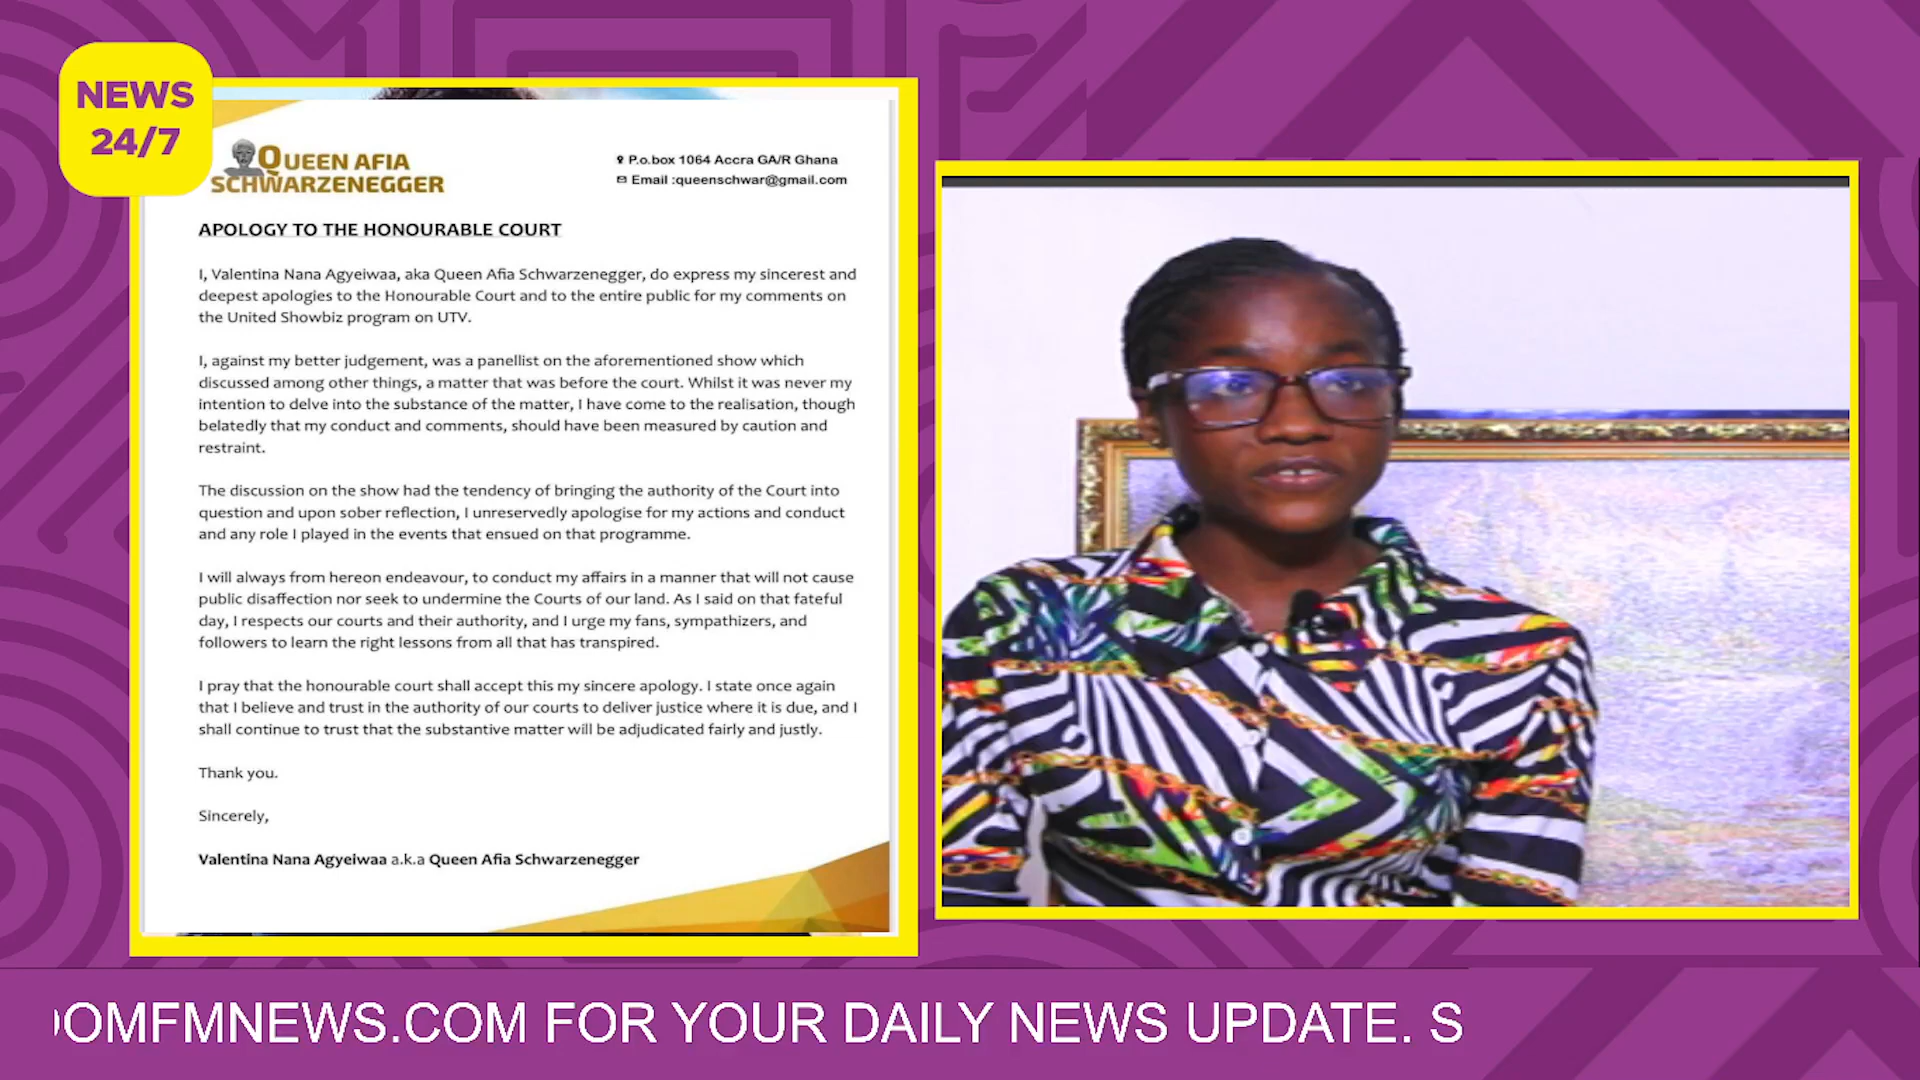 NEWS
24/7
QUEEN AFIA
SCHWARZENEGGER
P.o.box 1064 Accra GA/R Ghana
Email :queenschwar@gmail.com
APOLOGY TO THE HONOURABLE COURT
I, Valentina Nana Agyeiwaa, aka Queen Afia Schwarzenegger, do express my sincerest and
deepest apologies to the Honourable Court and to the entire public for my comments on
the United Showbiz program on UTV.
I, against my better judgement, was a panellist on the aforementioned show which
discussed among other things, a matter that was before the court. Whilst it was never my
intention to delve into the substance of the matter, I have come to the realisation, though
belatedly that my conduct and comments, should have been measured by caution and
restraint.
The discussion on the show had the tendency of bringing the authority of the Court into
question and upon sober reflection, I unreservedly apologise for my actions and conduct
and any role I played in the events that ensued on that programme.
I will always from hereon endeavour, to conduct my affairs in a manner that will not cause
public disaffection nor seek to undermine the Courts of our land. As I said on that fateful
day, I respects our courts and their authority, and I urge my fans, sympathizers, and
followers to learn the right lessons from all that has transpired.
I pray that the honourable court shall accept this my sincere apology. I state once again
that I believe and trust in the authority of our courts to deliver justice where it is due, and I
shall continue to trust that the substantive matter will be adjudicated fairly and justly.
Thank you.
Sincerely,
Valentina Nana Agyeiwaa a.k.a Queen Afia Schwarzenegger
OMFMNEWS.COM FOR YOUR DAILY NEWS UPDATE. S